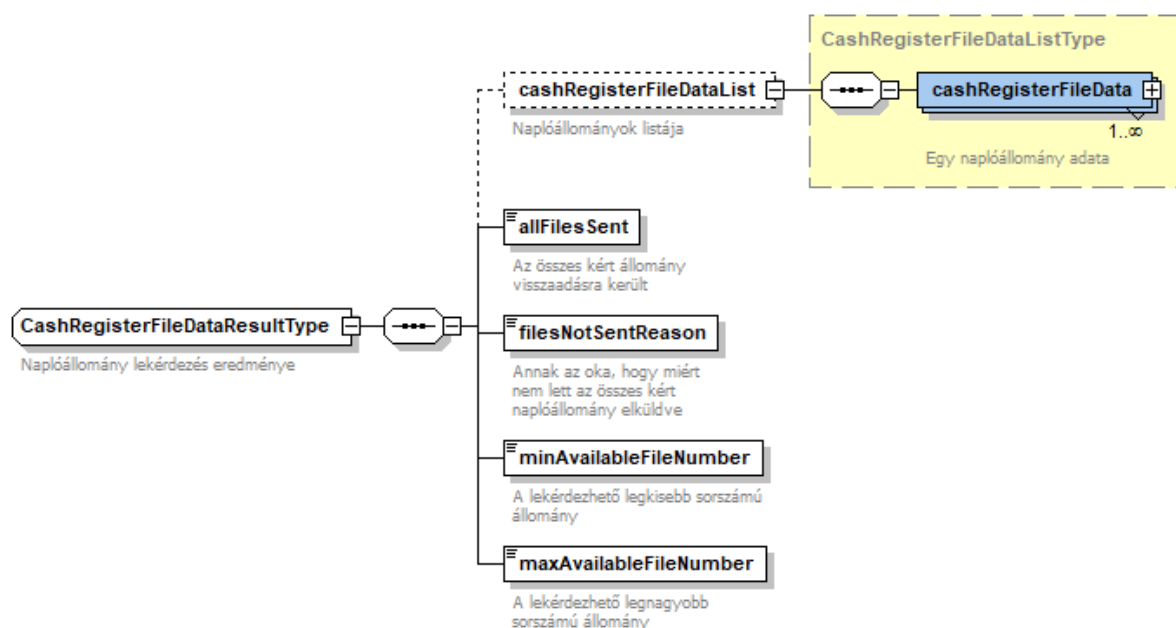 CashRegisterFileDataListType
cashRegisterFileDataList
cashRegisterFileData
1..∞
Naplóállományok listája
Egy naplóállomány adata
allFilesSent
Az összes kért állomány
visszaadásra került
CashRegisterFileDataResultType
Naplóállomány lekérdezés eredménye
filesNotSentReason
Annak az oka, hogy miért
nem lett az összes kért
naplóállomány elküldve
minAvailableFileNumber
A lekérdezhető legkisebb sorszámú
állomány
maxAvailableFileNumber
A lekérdezhető legnagyobb
sorszámú állomány